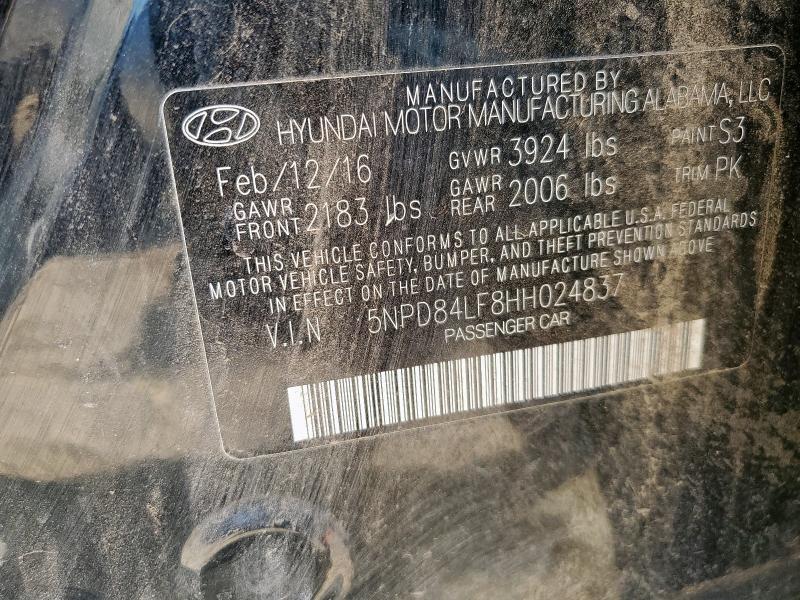 MANUFACTURED BY
HYUNDAI MOTOR MANUFACTURING ALABAMA, LLC
Feb/12/16 GVWR 3924 lbs PAINT S3
GAWR FRONT 2183 lbs GAWR REAR 2006 lbs TRIM PK
THIS VEHICLE CONFORMS TO ALL APPLICABLE U.S.A. FEDERAL
MOTOR VEHICLE SAFETY, BUMPER, AND THEFT PREVENTION STANDARDS
IN EFFECT ON THE DATE OF MANUFACTURE SHOWN ABOVE
V.I.N 5NPD84LF8HH024837
PASSENGER CAR